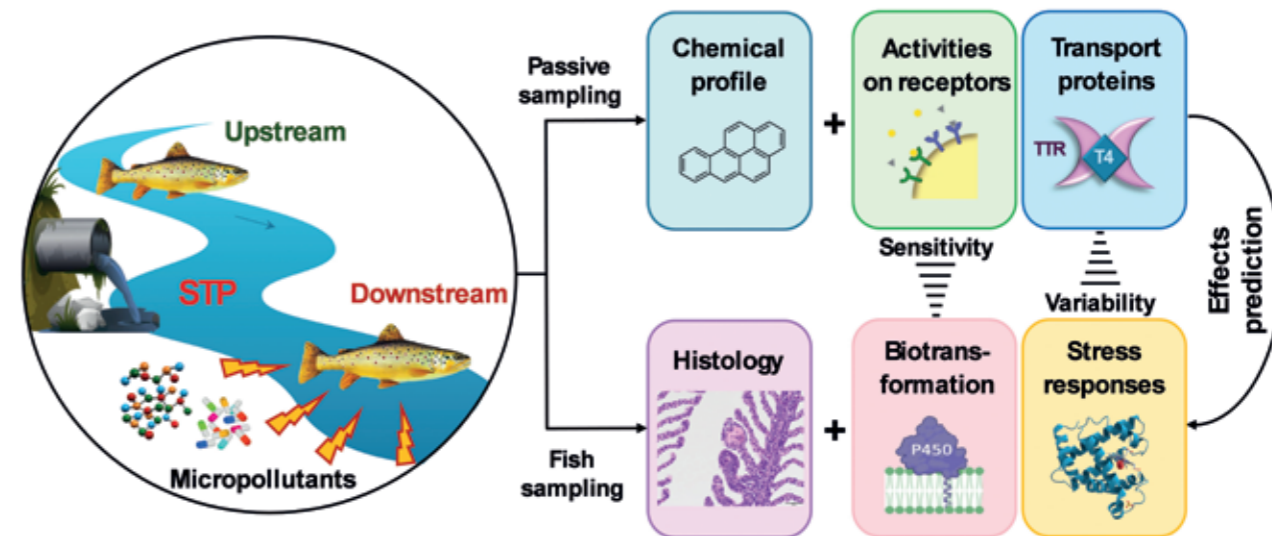 Upstream
STP
Downstream
Micropollutants
Passive
sampling
Fish
sampling
Chemical
profile
+
Activities
on receptors
Transport
proteins
TTR
T4
Sensitivity
Variability
Effects
prediction
Histology
+
Biotrans-
formation
P450
Stress
responses